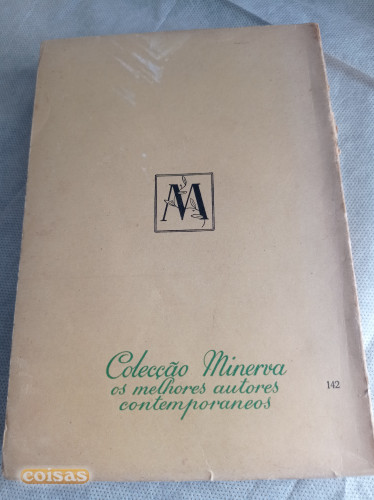 M
Colecção Minerva
os melhores autores
contemporaneos
142
coisas